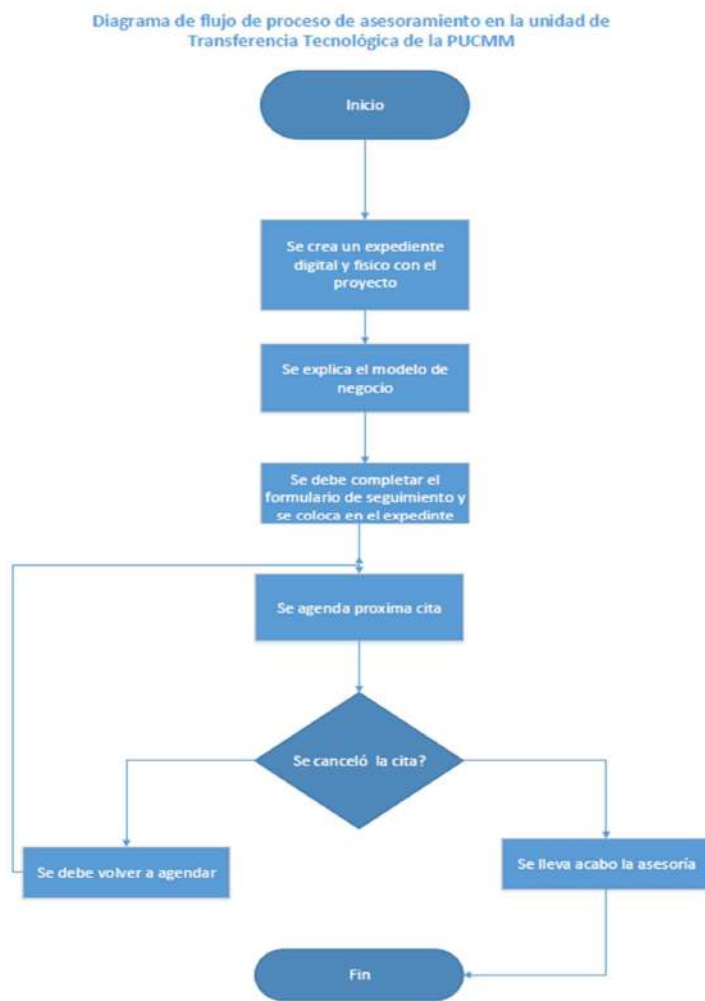 Diagrama de flujo de proceso de asesoramiento en la unidad de
Transferencia Tecnológica de la PUCMM
Inicio
Se crea un expediente
digital y fisico con el
proyecto
Se explica el modelo de
negocio
Se debe completar el
formulario de seguimiento y
se coloca en el expedinte
Se agenda proxima cita
Se canceló la cita?
Se debe volver a agendar
Se lleva acabo la asesoría
Fin